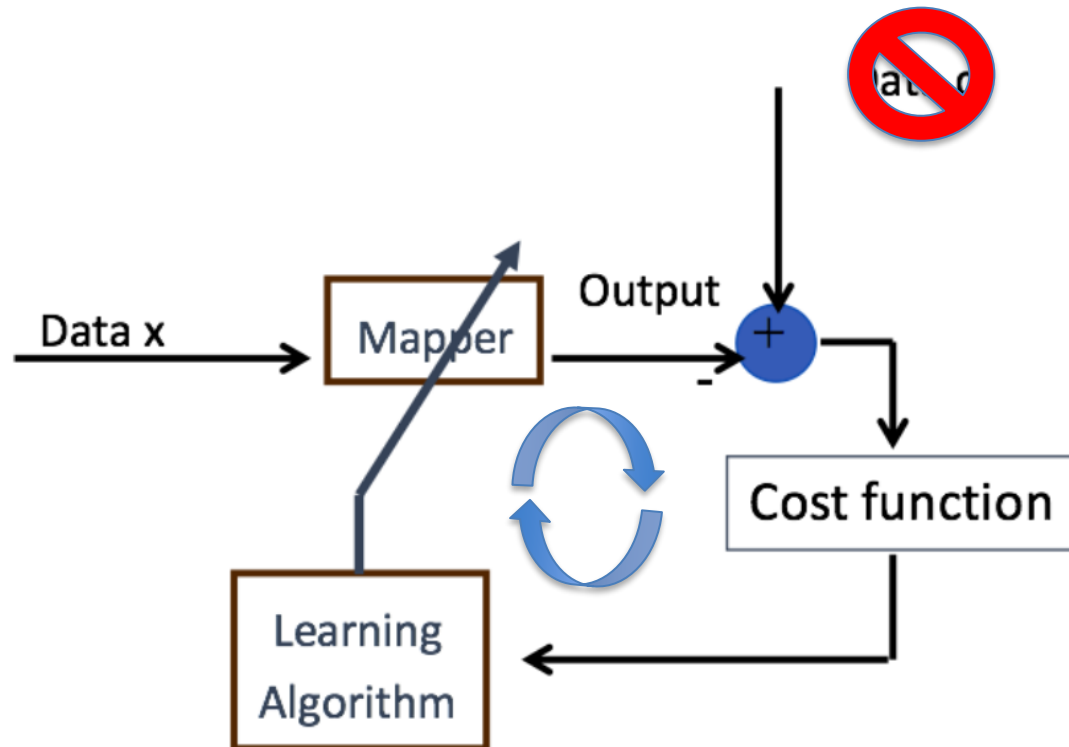 Data x
Mapper
Output
+
-
Cost function
Learning
Algorithm